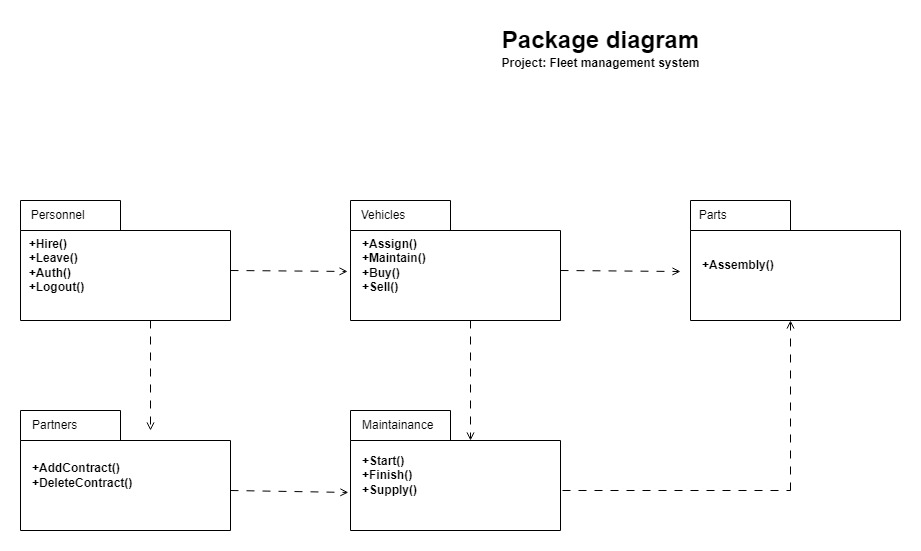 Package diagram
Project: Fleet management system
Personnel
+Hire()
+Leave()
+Auth()
+Logout()
Vehicles
+Assign()
+Maintain()
+Buy()
+Sell()
Parts
+Assembly()
Partners
+AddContract()
+DeleteContract()
Maintainance
+Start()
+Finish()
+Supply()